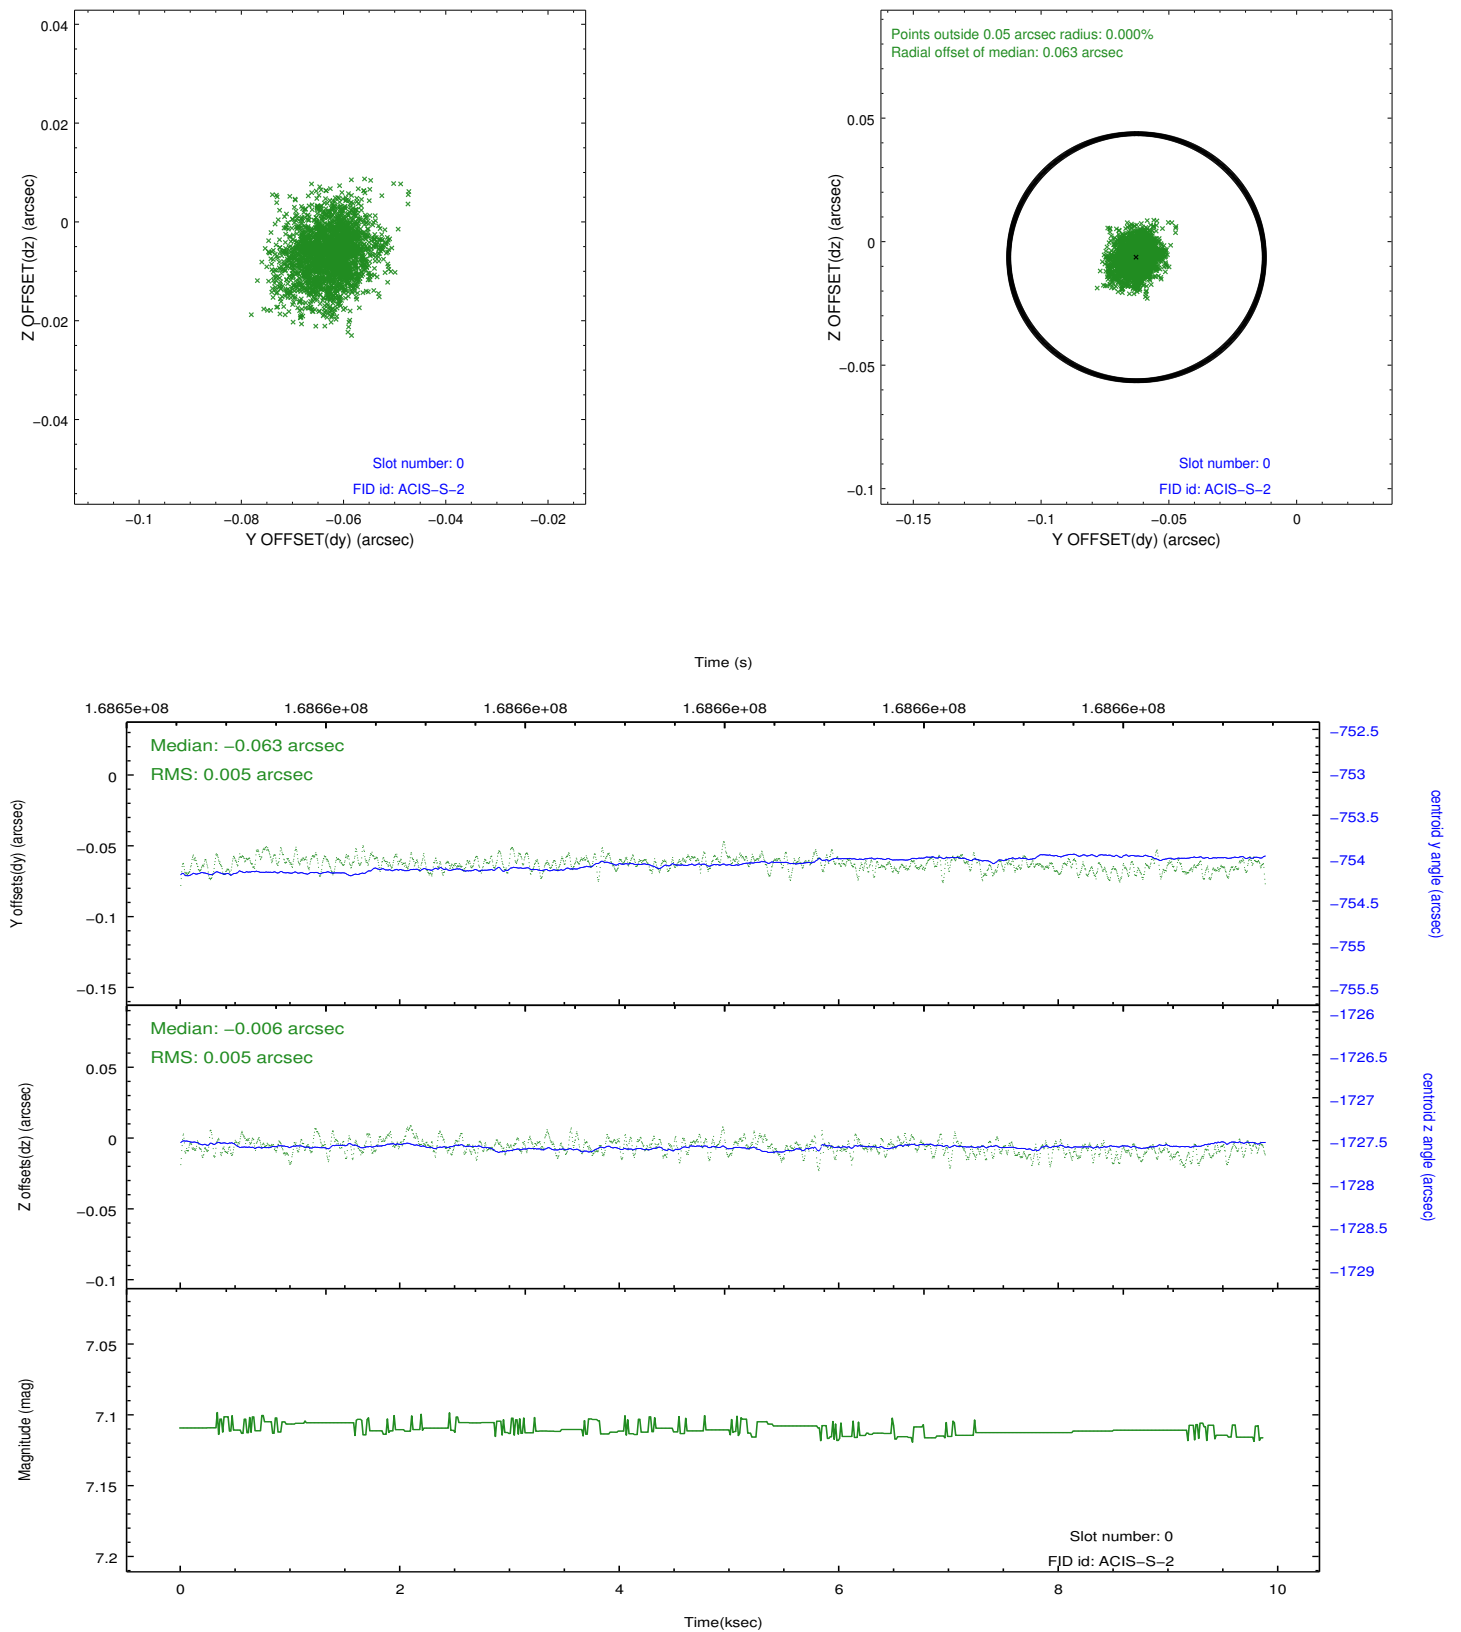 0.04
0.02
0
−0.02
−0.04
Z OFFSET(dz) (arcsec)
Slot number: 0
FID id: ACIS−S−2
−0.1
−0.08
−0.06
−0.04
−0.02
Y OFFSET(dy) (arcsec)
Points outside 0.05 arcsec radius: 0.000%
Radial offset of median: 0.063 arcsec
0.05
0
−0.05
−0.1
Z OFFSET(dz) (arcsec)
Slot number: 0
FID id: ACIS−S−2
−0.15
−0.1
−0.05
0
Y OFFSET(dy) (arcsec)
Time (s)
1.6865e+08
1.6866e+08
1.6866e+08
1.6866e+08
1.6866e+08
1.6866e+08
Median: −0.063 arcsec
RMS: 0.005 arcsec
0
−0.05
−0.1
−0.15
Y offsets(dy) (arcsec)
−752.5
−753
−753.5
−754
−754.5
−755
−755.5
centroid y angle (arcsec)
Median: −0.006 arcsec
RMS: 0.005 arcsec
0.05
0
−0.05
−0.1
Z offsets(dz) (arcsec)
−1726
−1726.5
−1727
−1727.5
−1728
−1728.5
−1729
centroid z angle (arcsec)
7.05
7.1
7.15
7.2
Magnitude (mag)
Slot number: 0
FID id: ACIS−S−2
0
2
4
6
8
10
Time(ksec)